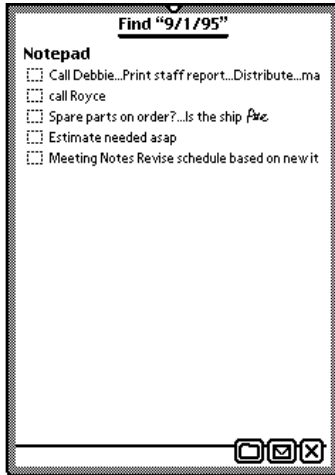 Find “9/1/95”
Notepad
Call Debbie...Print staff report...Distribute...ma
call Royce
Spare parts on order?...Is the ship
Estimate needed asap
Meeting Notes Revise schedule based on new it